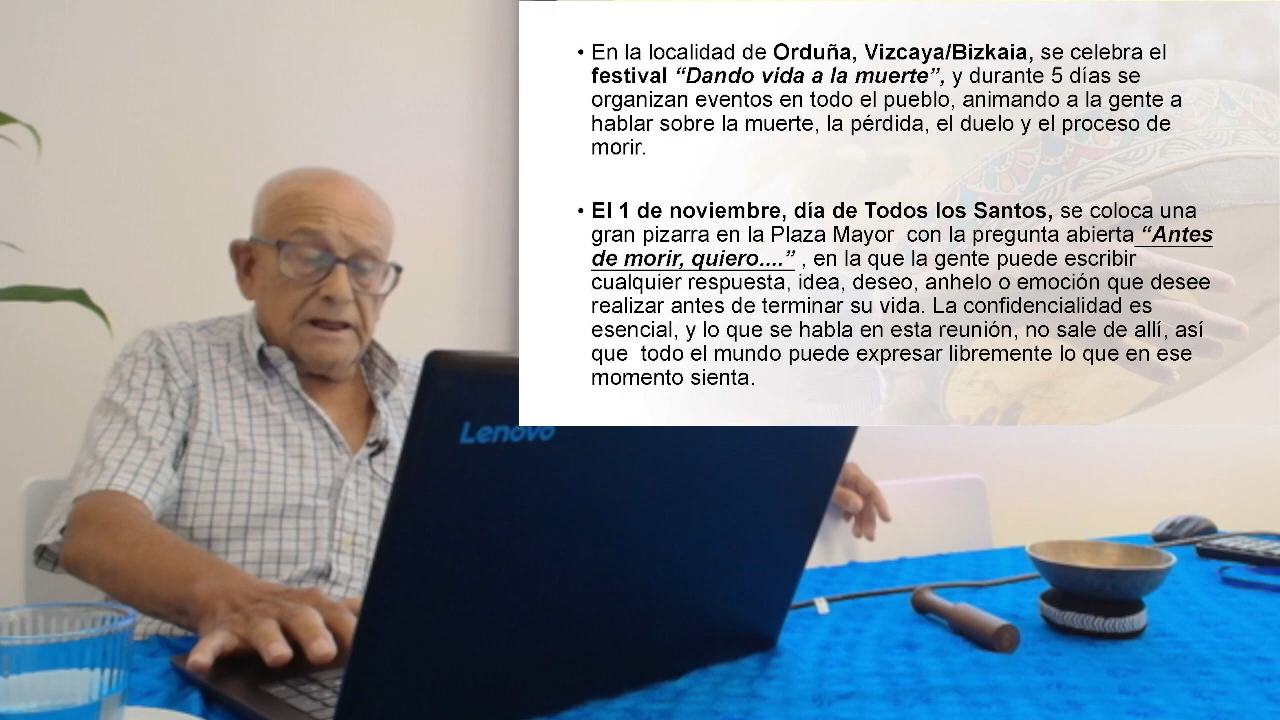 • En la localidad de Orduña, Vizcaya/Bizkaia, se celebra el
festival “Dando vida a la muerte”, y durante 5 días se
organizan eventos en todo el pueblo, animando a la gente a
hablar sobre la muerte, la pérdida, el duelo y el proceso de
morir.
• El 1 de noviembre, día de Todos los Santos, se coloca una
gran pizarra en la Plaza Mayor  con la pregunta abierta “Antes
de morir, quiero....” , en la que la gente puede escribir
cualquier respuesta, idea, deseo, anhelo o emoción que desee
realizar antes de terminar su vida. La confidencialidad es
esencial, y lo que se habla en esta reunión, no sale de allí, así
que  todo el mundo puede expresar libremente lo que en ese
momento sienta.
Lenovo